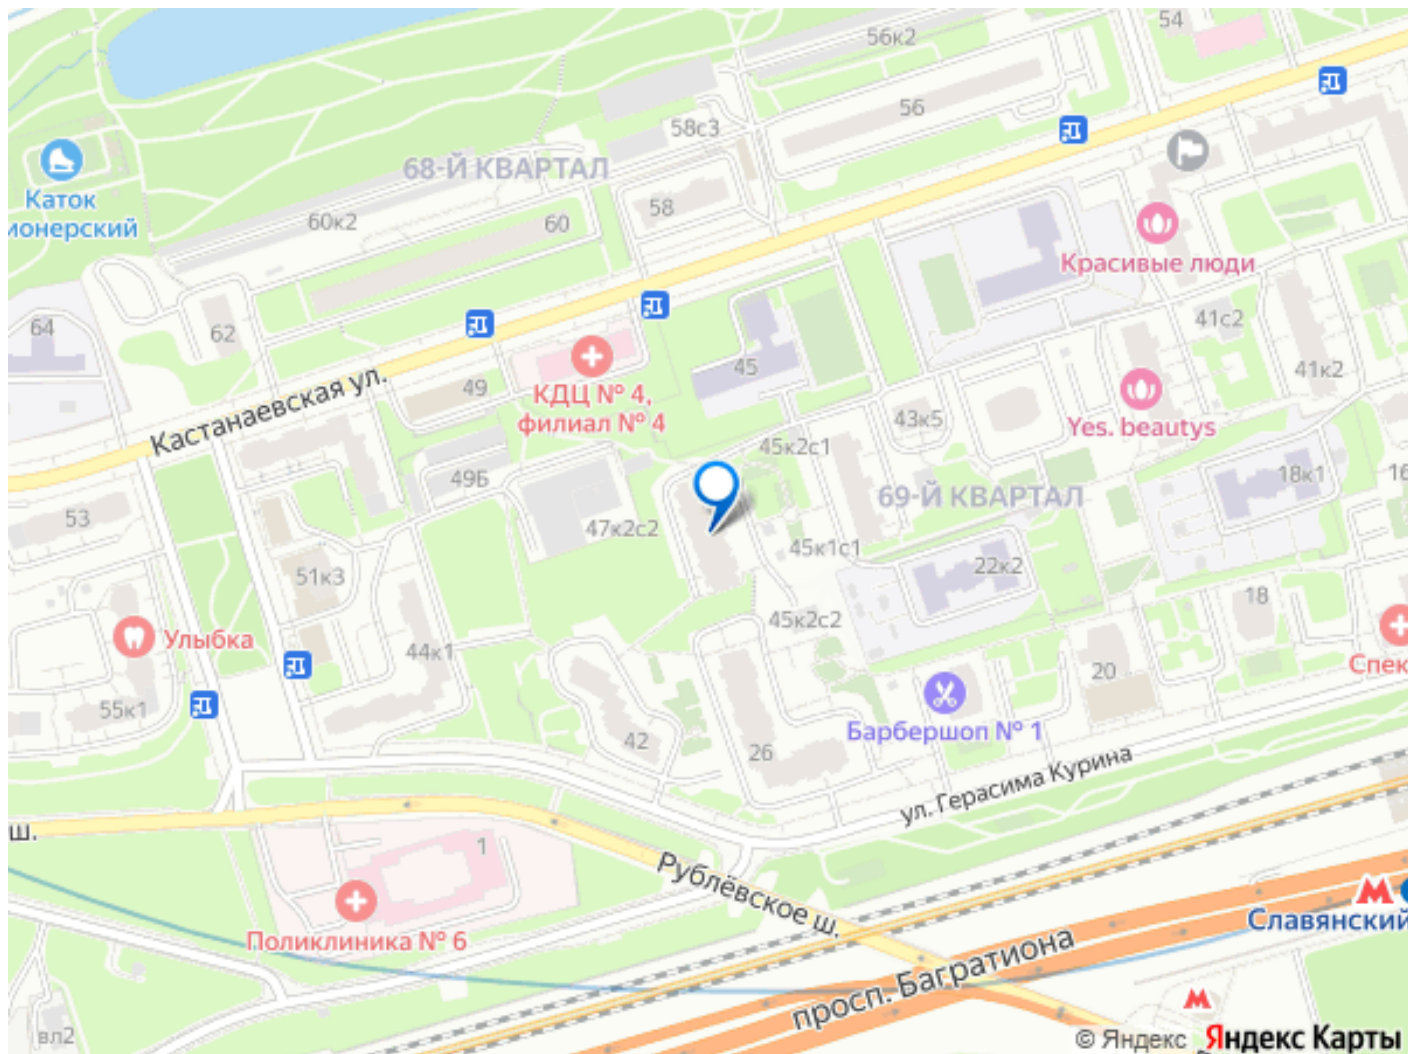 54
56к2
56
58с3
68-Й КВАРТАЛ
Каток
ионерский
58
60к2
60
Красивые люди
41с2
64
62
45
41к2
Кастанаевская ул.
49
КДЦ № 4,
филиал № 4
43к5
Yes. beautys
45к2с1
49Б
18к1
16
69-Й КВАРТАЛ
53
47к2с2
45к1с1
22к2
51к3
18
45к2с2
Улыбка
44к1
20
Спек
55к1
42
26
Барбершоп № 1
ул. Герасима Курина
ш.
1
Рублёвское ш.
Славянский
Поликлиника № 6
просп. Багратиона
вл2
© Яндекс Яндекс Карты